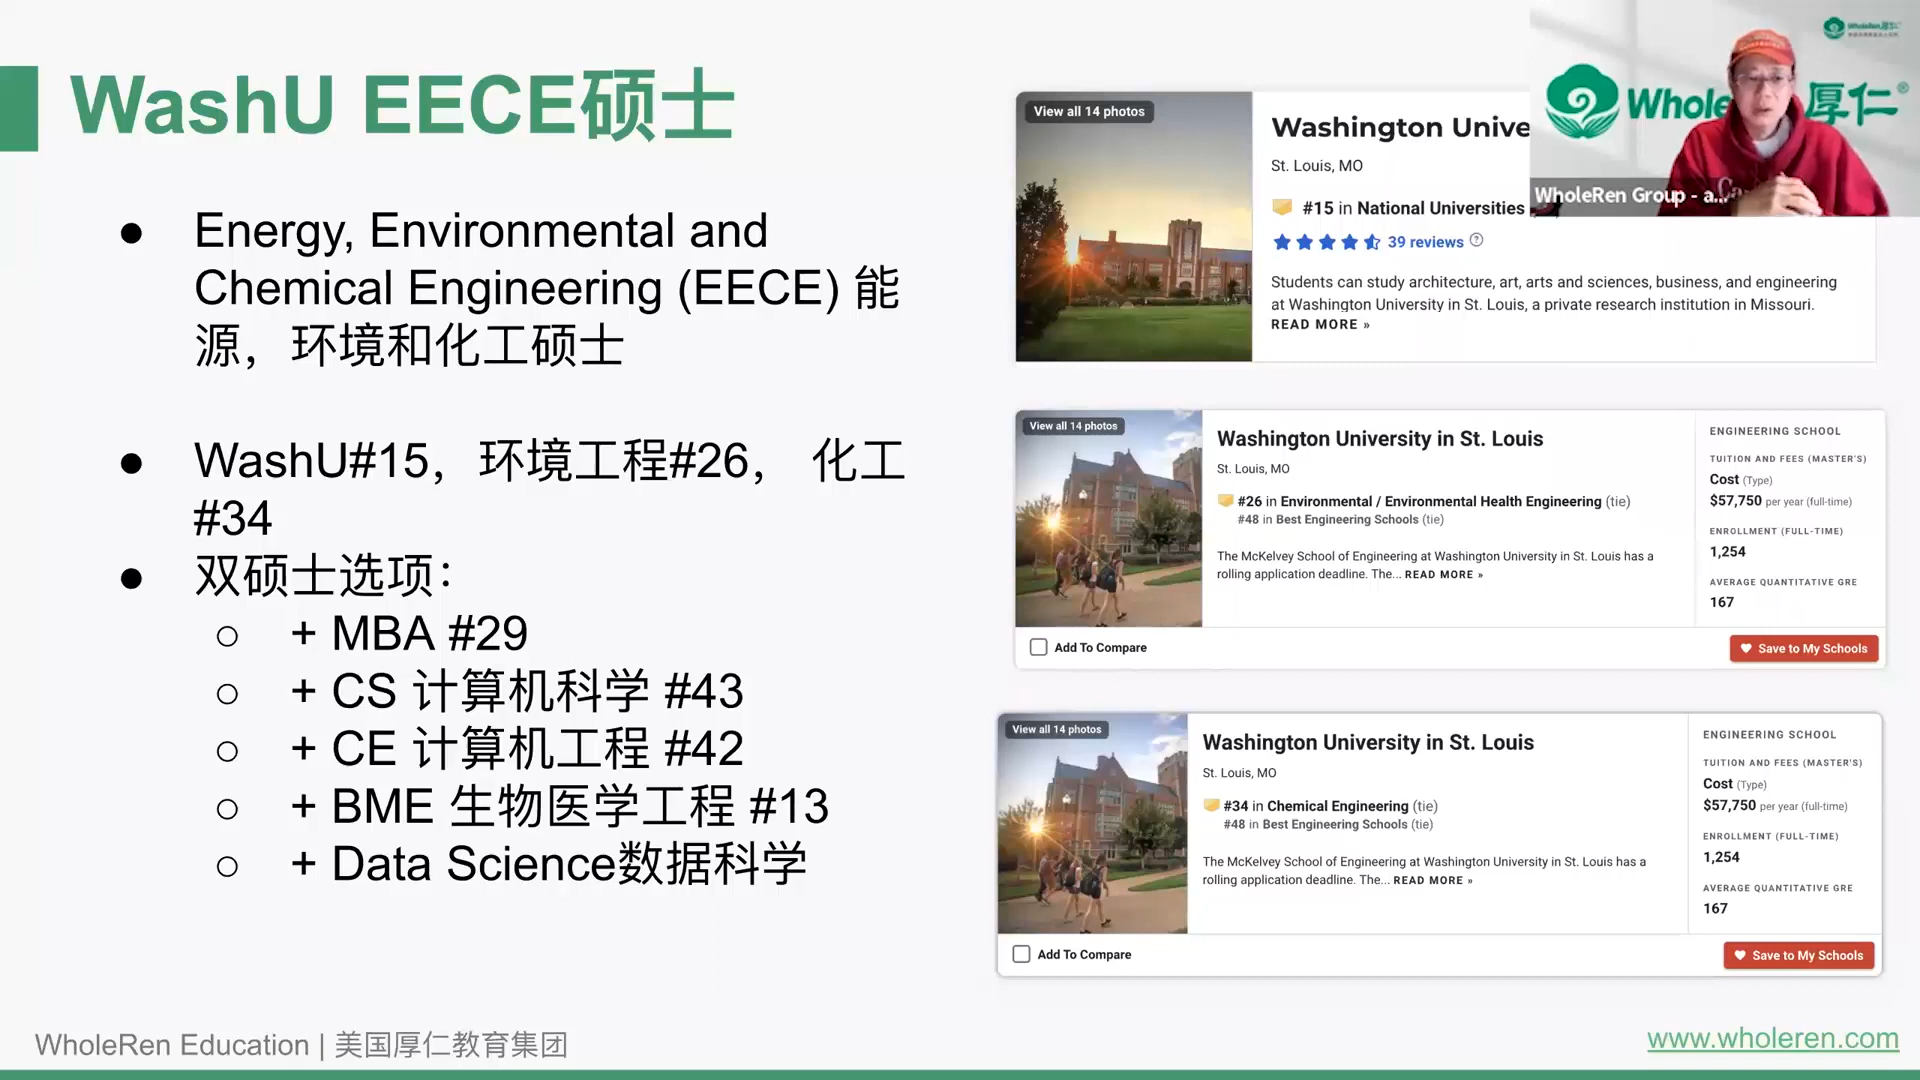 WashU EECE硕士
● Energy, Environmental and
Chemical Engineering (EECE) 能
源，环境和化工硕士
● WashU#15，环境工程#26， 化工
#34
● 双硕士选项：
○ + MBA #29
○ + CS 计算机科学 #43
○ + CE 计算机工程 #42
○ + BME 生物医学工程 #13
○ + Data Science数据科学
View all 14 photos
Washington Unive
St. Louis, MO
#15 in National Universities
39 reviews
Students can study architecture, art, arts and sciences, business, and engineering
at Washington University in St. Louis, a private research institution in Missouri.
READ MORE »
Whole 厚仁®
WholeRen Group - a...
View all 14 photos
Washington University in St. Louis
St. Louis, MO
#26 in Environmental / Environmental Health Engineering (tie)
#48 in Best Engineering Schools (tie)
The McKelvey School of Engineering at Washington University in St. Louis has a
rolling application deadline. The... READ MORE »
ENGINEERING SCHOOL
TUITION AND FEES (MASTER'S)
Cost (Type)
$57,750 per year (full-time)
ENROLLMENT (FULL-TIME)
1,254
AVERAGE QUANTITATIVE GRE
167
Add To Compare
Save to My Schools
View all 14 photos
Washington University in St. Louis
St. Louis, MO
#34 in Chemical Engineering (tie)
#48 in Best Engineering Schools (tie)
The McKelvey School of Engineering at Washington University in St. Louis has a
rolling application deadline. The... READ MORE »
ENGINEERING SCHOOL
TUITION AND FEES (MASTER'S)
Cost (Type)
$57,750 per year (full-time)
ENROLLMENT (FULL-TIME)
1,254
AVERAGE QUANTITATIVE GRE
167
Add To Compare
Save to My Schools
WholeRen Education | 美国厚仁教育集团
www.wholeren.com